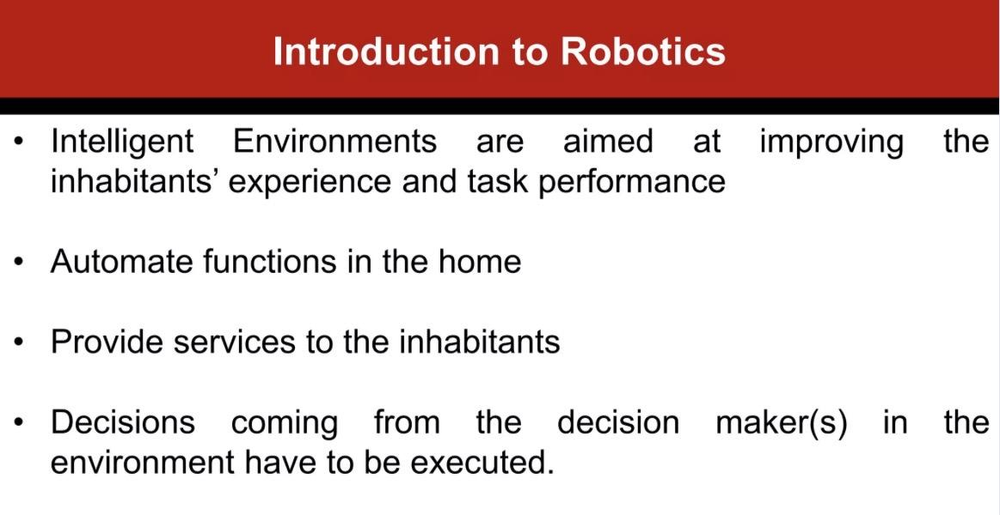 Introduction to Robotics
• Intelligent Environments are aimed at improving the
inhabitants’ experience and task performance
• Automate functions in the home
• Provide services to the inhabitants
• Decisions coming from the decision maker(s) in the
environment have to be executed.